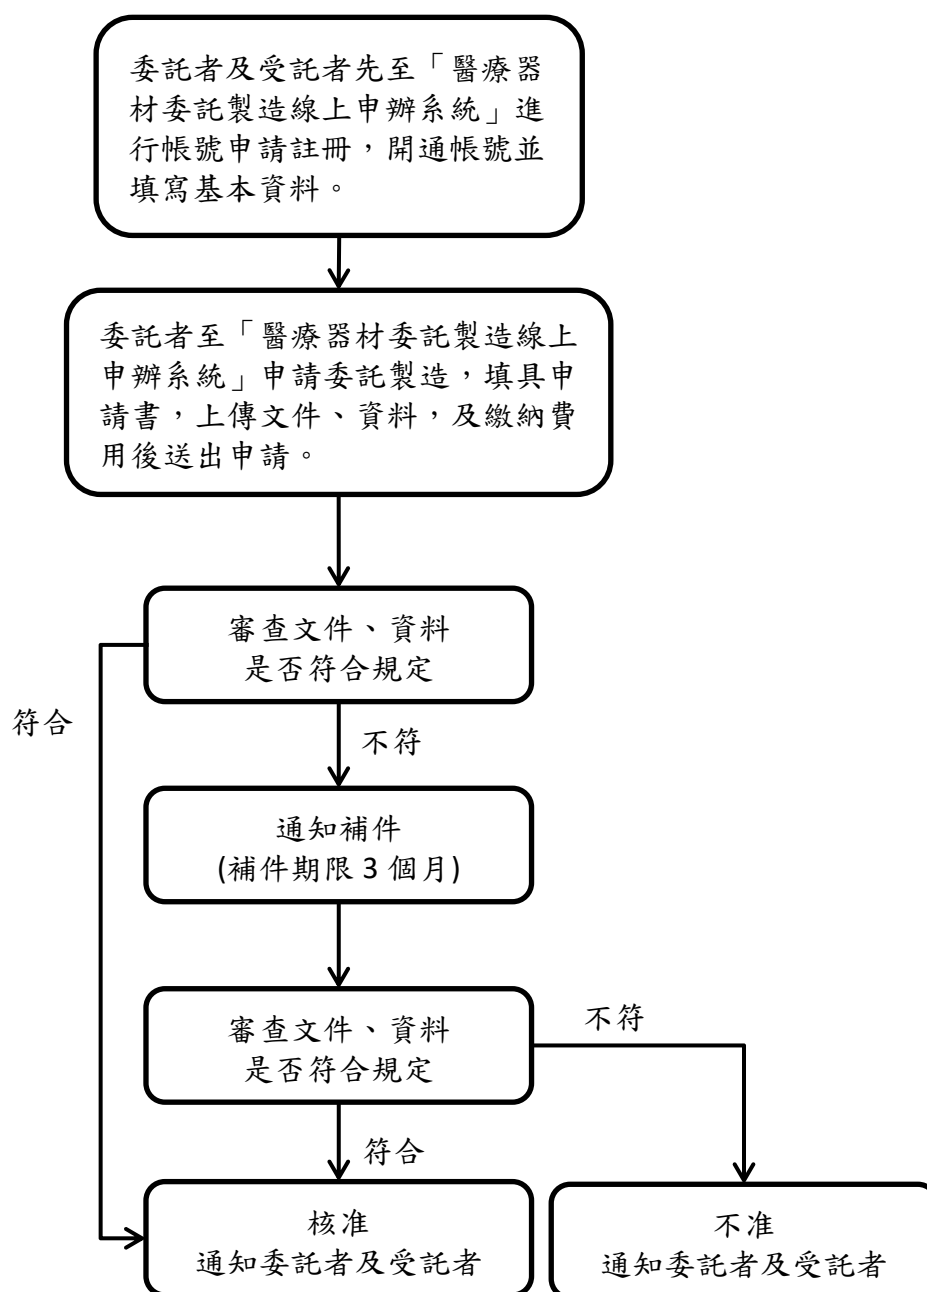 委託者及受託者先至「醫療器
材委託製造線上申辦系統」進
行帳號申請註冊，開通帳號並
填寫基本資料。
委託者至「醫療器材委託製造線上
申辦系統」申請委託製造，填具申
請書，上傳文件、資料，及繳納費
用後送出申請。
審查文件、資料
是否符合規定
符合
不符
通知補件
(補件期限 3 個月)
審查文件、資料
是否符合規定
不符
符合
核准
通知委託者及受託者
不准
通知委託者及受託者